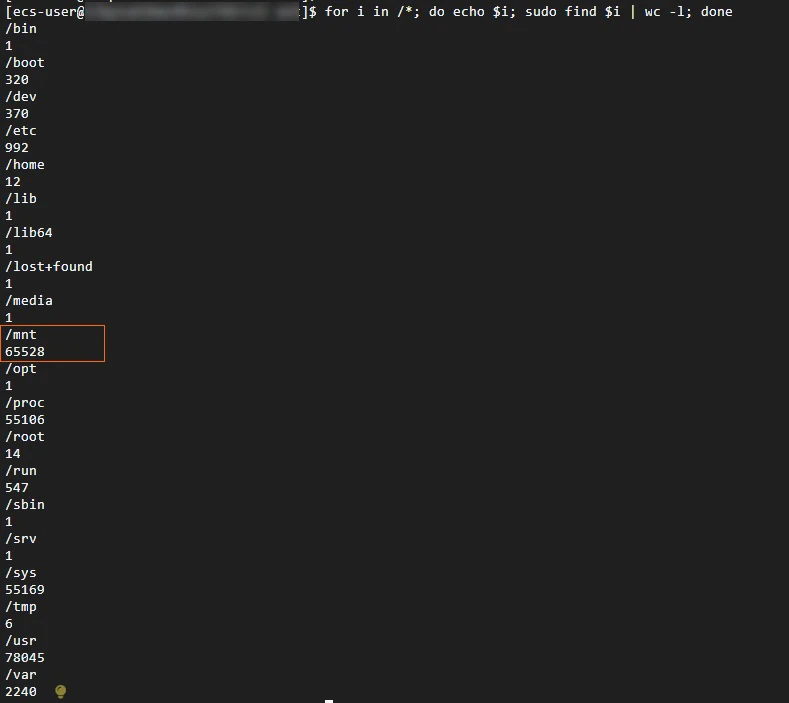 [ecs-user@ ]$ for i in /*; do echo $i; sudo find $i | wc -l; done
/bin
1
/boot
320
/dev
370
/etc
992
/home
12
/lib
1
/lib64
1
/lost+found
1
/media
1
/mnt
65528
/opt
1
/proc
55106
/root
14
/run
547
/sbin
1
/srv
1
/sys
55169
/tmp
6
/usr
78045
/var
2240